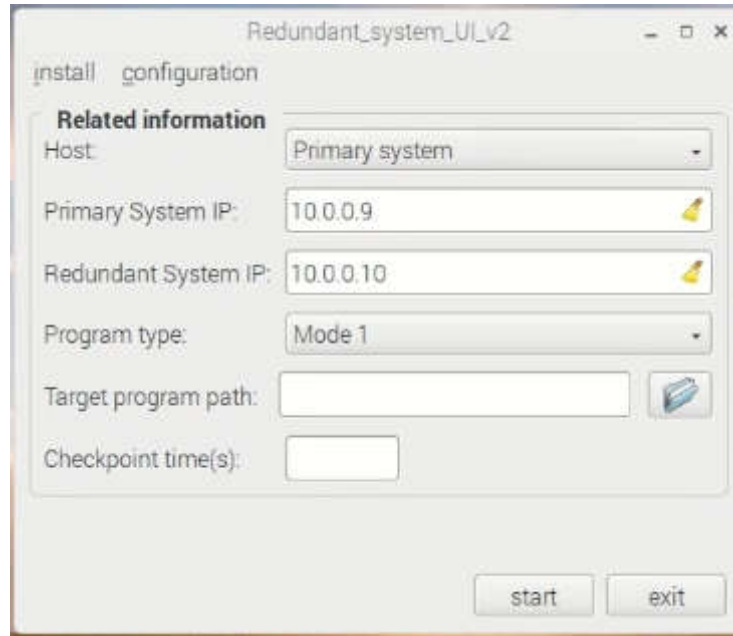 Redundant_system_UI_v2
install configuration
Related information
Host: Primary system
Primary System IP: 10.0.0.9
Redundant System IP: 10.0.0.10
Program type: Mode 1
Target program path:
Checkpoint time(s):
start exit